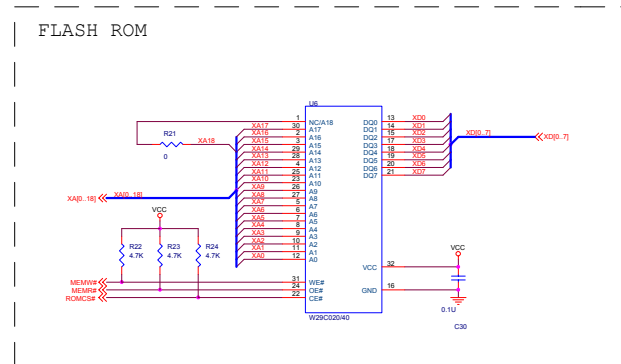 FLASH ROM
U6
1 NC/A18 DQ0 13 XD0
XA17 30 A17 DQ1 14 XD1
XA16 2 A16 DQ2 15 XD2
XA15 3 A15 DQ3 17 XD3
XA14 29 A14 DQ4 18 XD4
XA13 28 A13 DQ5 19 XD5
XA12 4 A12 DQ6 20 XD6
XA11 25 A11 DQ7 21 XD7
XA10 23 A10
XA9 26 A9
XA8 27 A8
XA7 5 A7
XA6 6 A6
XA5 7 A5
XA4 8 A4
XA3 9 A3
XA2 10 A2
XA1 11 A1
XA0 12 A0
R21
0
XA18
XD[0..7]
XD[0..7]
XA[0..18]
XA[0..18]
VCC
R22
4.7K
R23
4.7K
R24
4.7K
MEMW# 31 WE#
MEMR# 24 OE#
ROMCS# 22 CE#
VCC 32
GND 16
VCC
0.1U
C30
W29C020/40